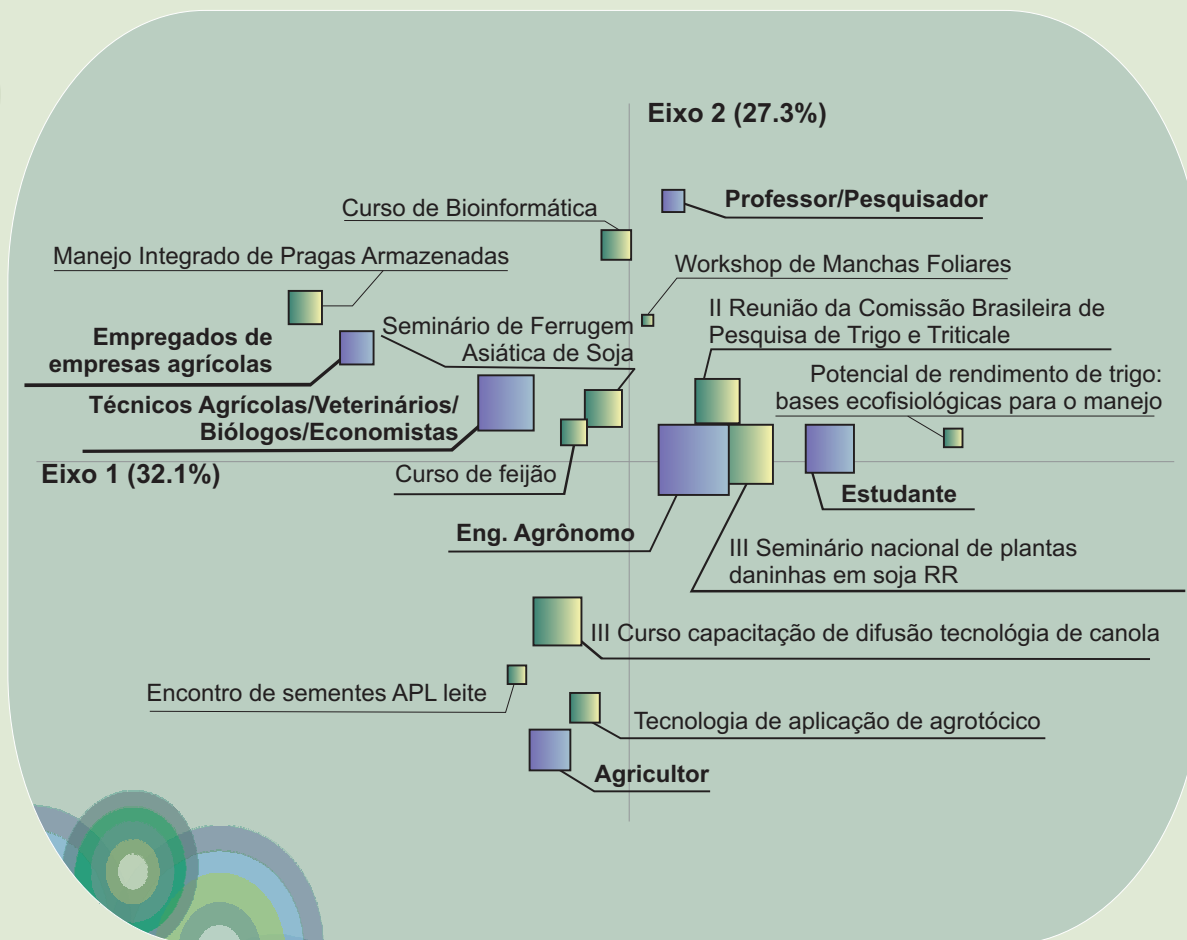 Eixo 2 (27.3%)
Professor/Pesquisador
Curso de Bioinformática
Manejo Integrado de Pragas Armazenadas
Workshop de Manchas Foliares
II Reunião da Comissão Brasileira de
Pesquisa de Trigo e Triticale
Empregados de
empresas agrícolas
Seminário de Ferrugem
Asiática de Soja
Potencial de rendimento de trigo:
bases ecofisiológicas para o manejo
Técnicos Agrícolas/Veterinários/
Biólogos/Economistas
Eixo 1 (32.1%)
Curso de feijão
Estudante
Eng. Agrônomo
III Seminário nacional de plantas
daninhas em soja RR
III Curso capacitação de difusão tecnológia de canola
Encontro de sementes APL leite
Tecnologia de aplicação de agrotócico
Agricultor